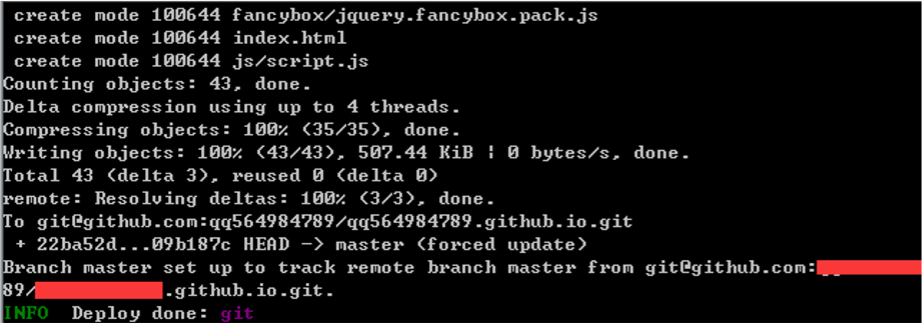 create mode 100644 fancybox/jquery.fancybox.pack.js
create mode 100644 index.html
create mode 100644 js/script.js
Counting objects: 43, done.
Delta compression using up to 4 threads.
Compressing objects: 100% (35/35), done.
Writing objects: 100% (43/43), 507.44 KiB ¦ 0 bytes/s, done.
Total 43 (delta 3), reused 0 (delta 0)
remote: Resolving deltas: 100% (3/3), done.
To git@github.com:qq564984789/qq564984789.github.io.git
+ 22ba52d...09b187c HEAD -> master (forced update)
Branch master set up to track remote branch master from git@github.com:
89/ .github.io.git.
INFO  Deploy done: git